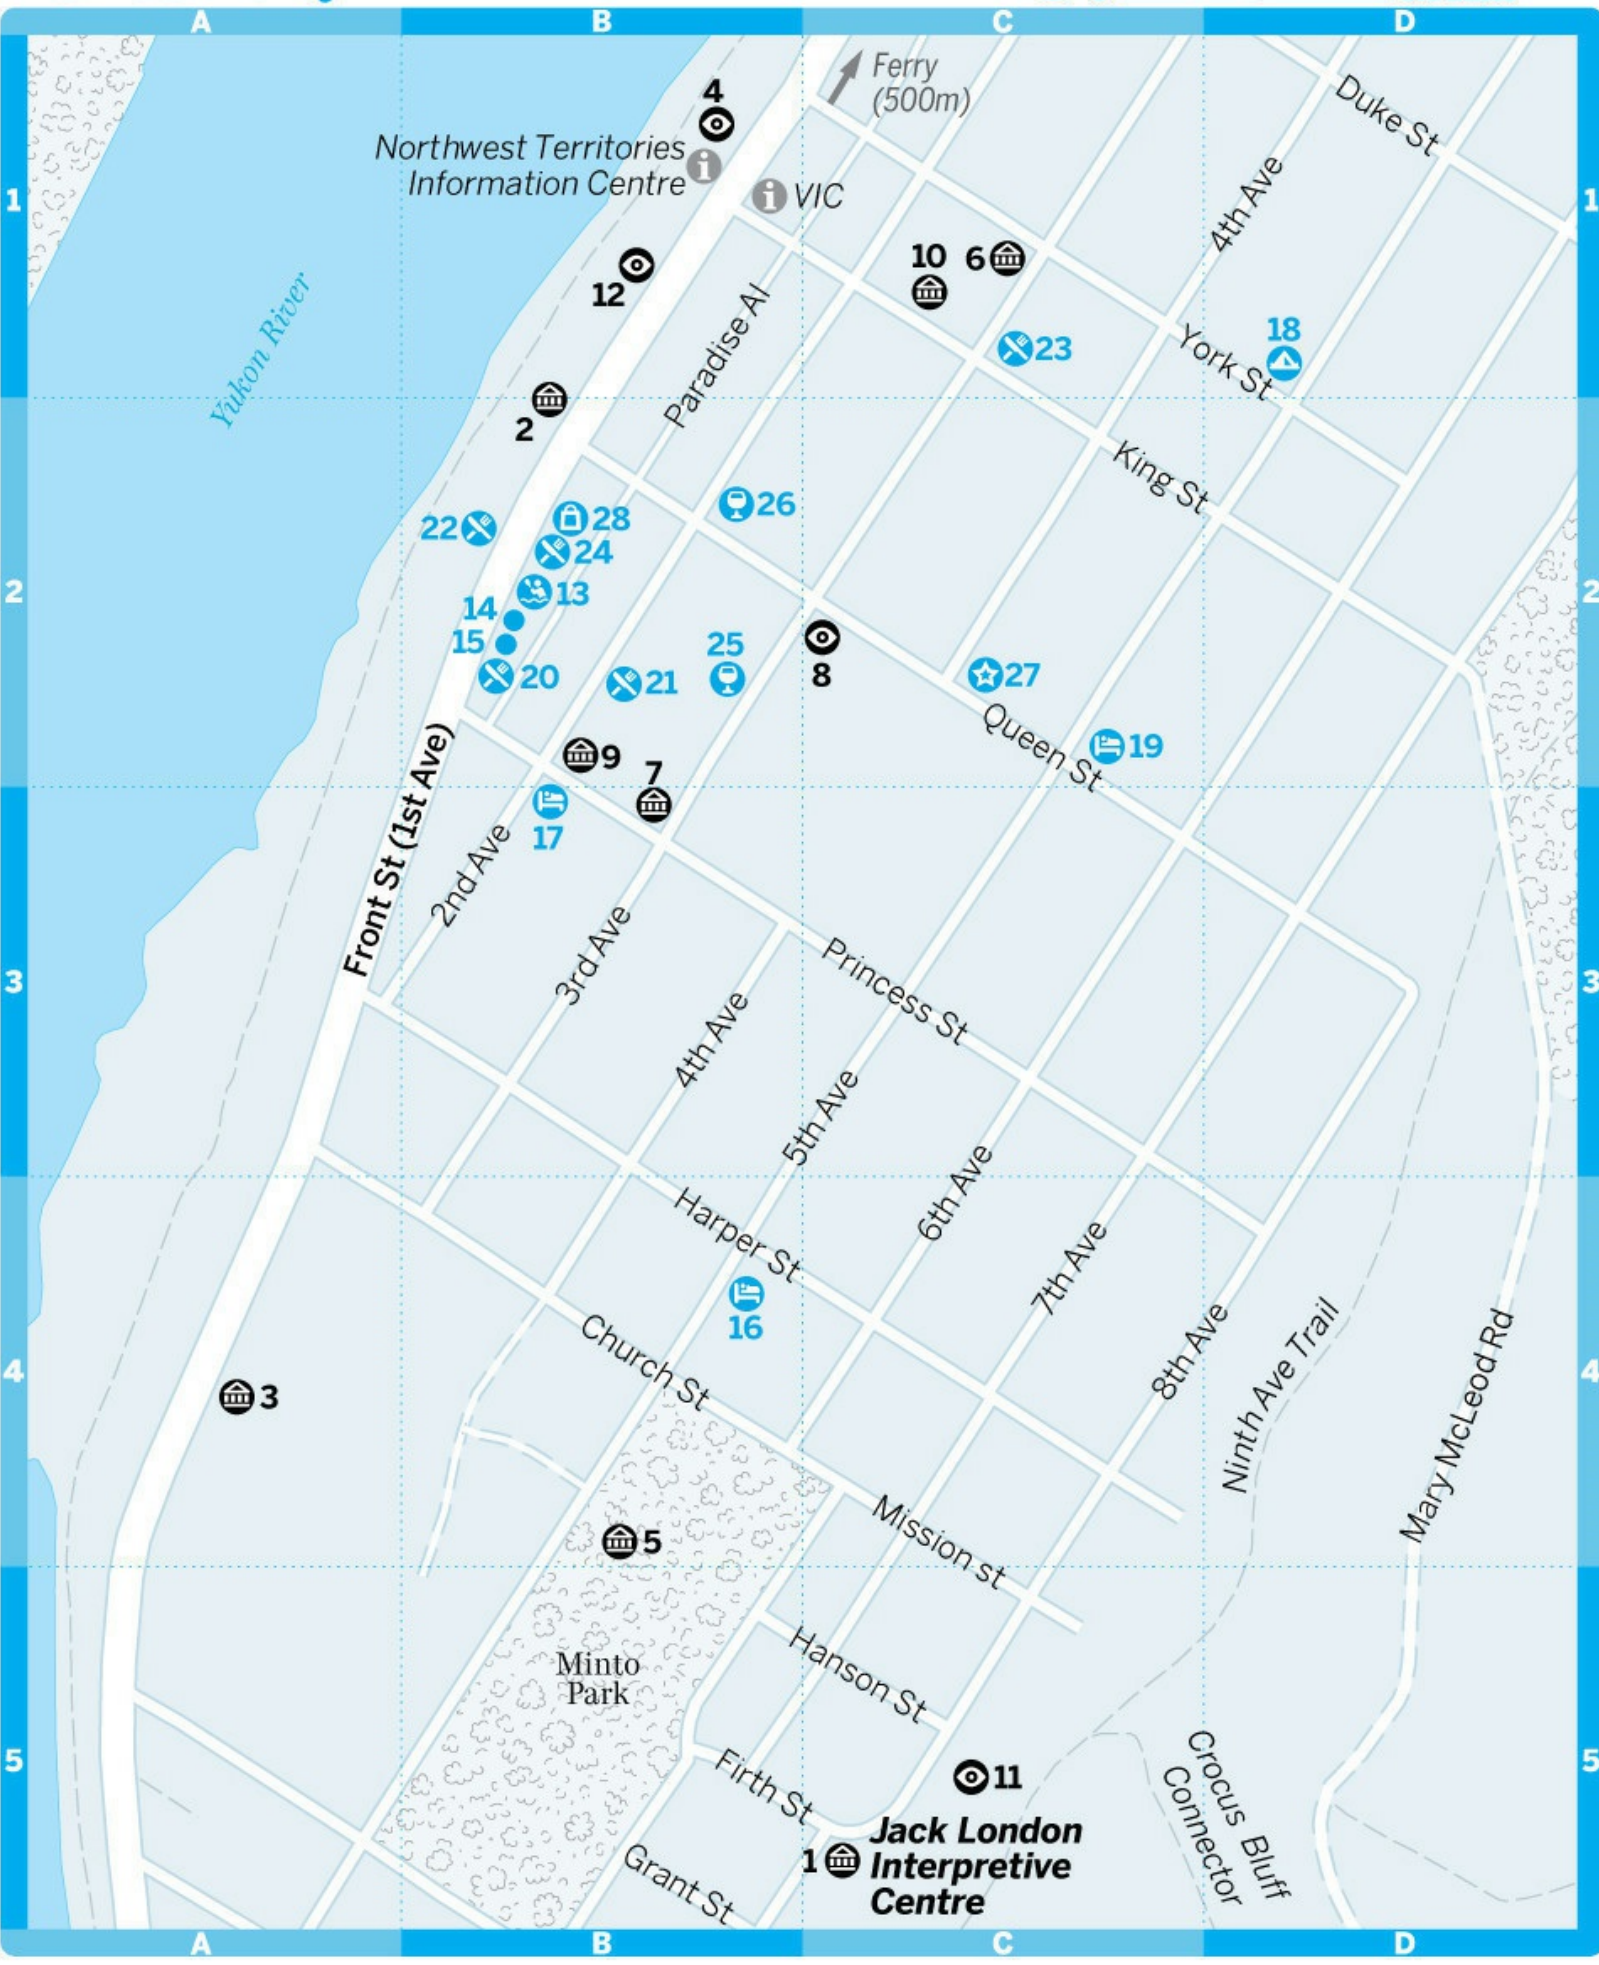 A
B
C
D
Ferry
(500m)
Duke St
4
Northwest Territories
Information Centre
i
i
VIC
1
1
4th Ave
10
6
12
Paradise Al
Yukon River
23
York St
18
2
King St
26
22
28
24
2
2
13
14
15
20
21
25
8
27
Queen St
19
9
7
17
Front St (1st Ave)
2nd Ave
3rd Ave
Princess St
3
3
4th Ave
5th Ave
6th Ave
Harper St
7th Ave
16
8th Ave
Church St
Ninth Ave Trail
Mary McLeod Rd
4
4
3
Mission st
5
Minto
Park
Hanson St
Crocus Bluff
Connector
5
5
Firth St
11
Jack London
1
Interpretive
Centre
Grant St
A
B
C
D